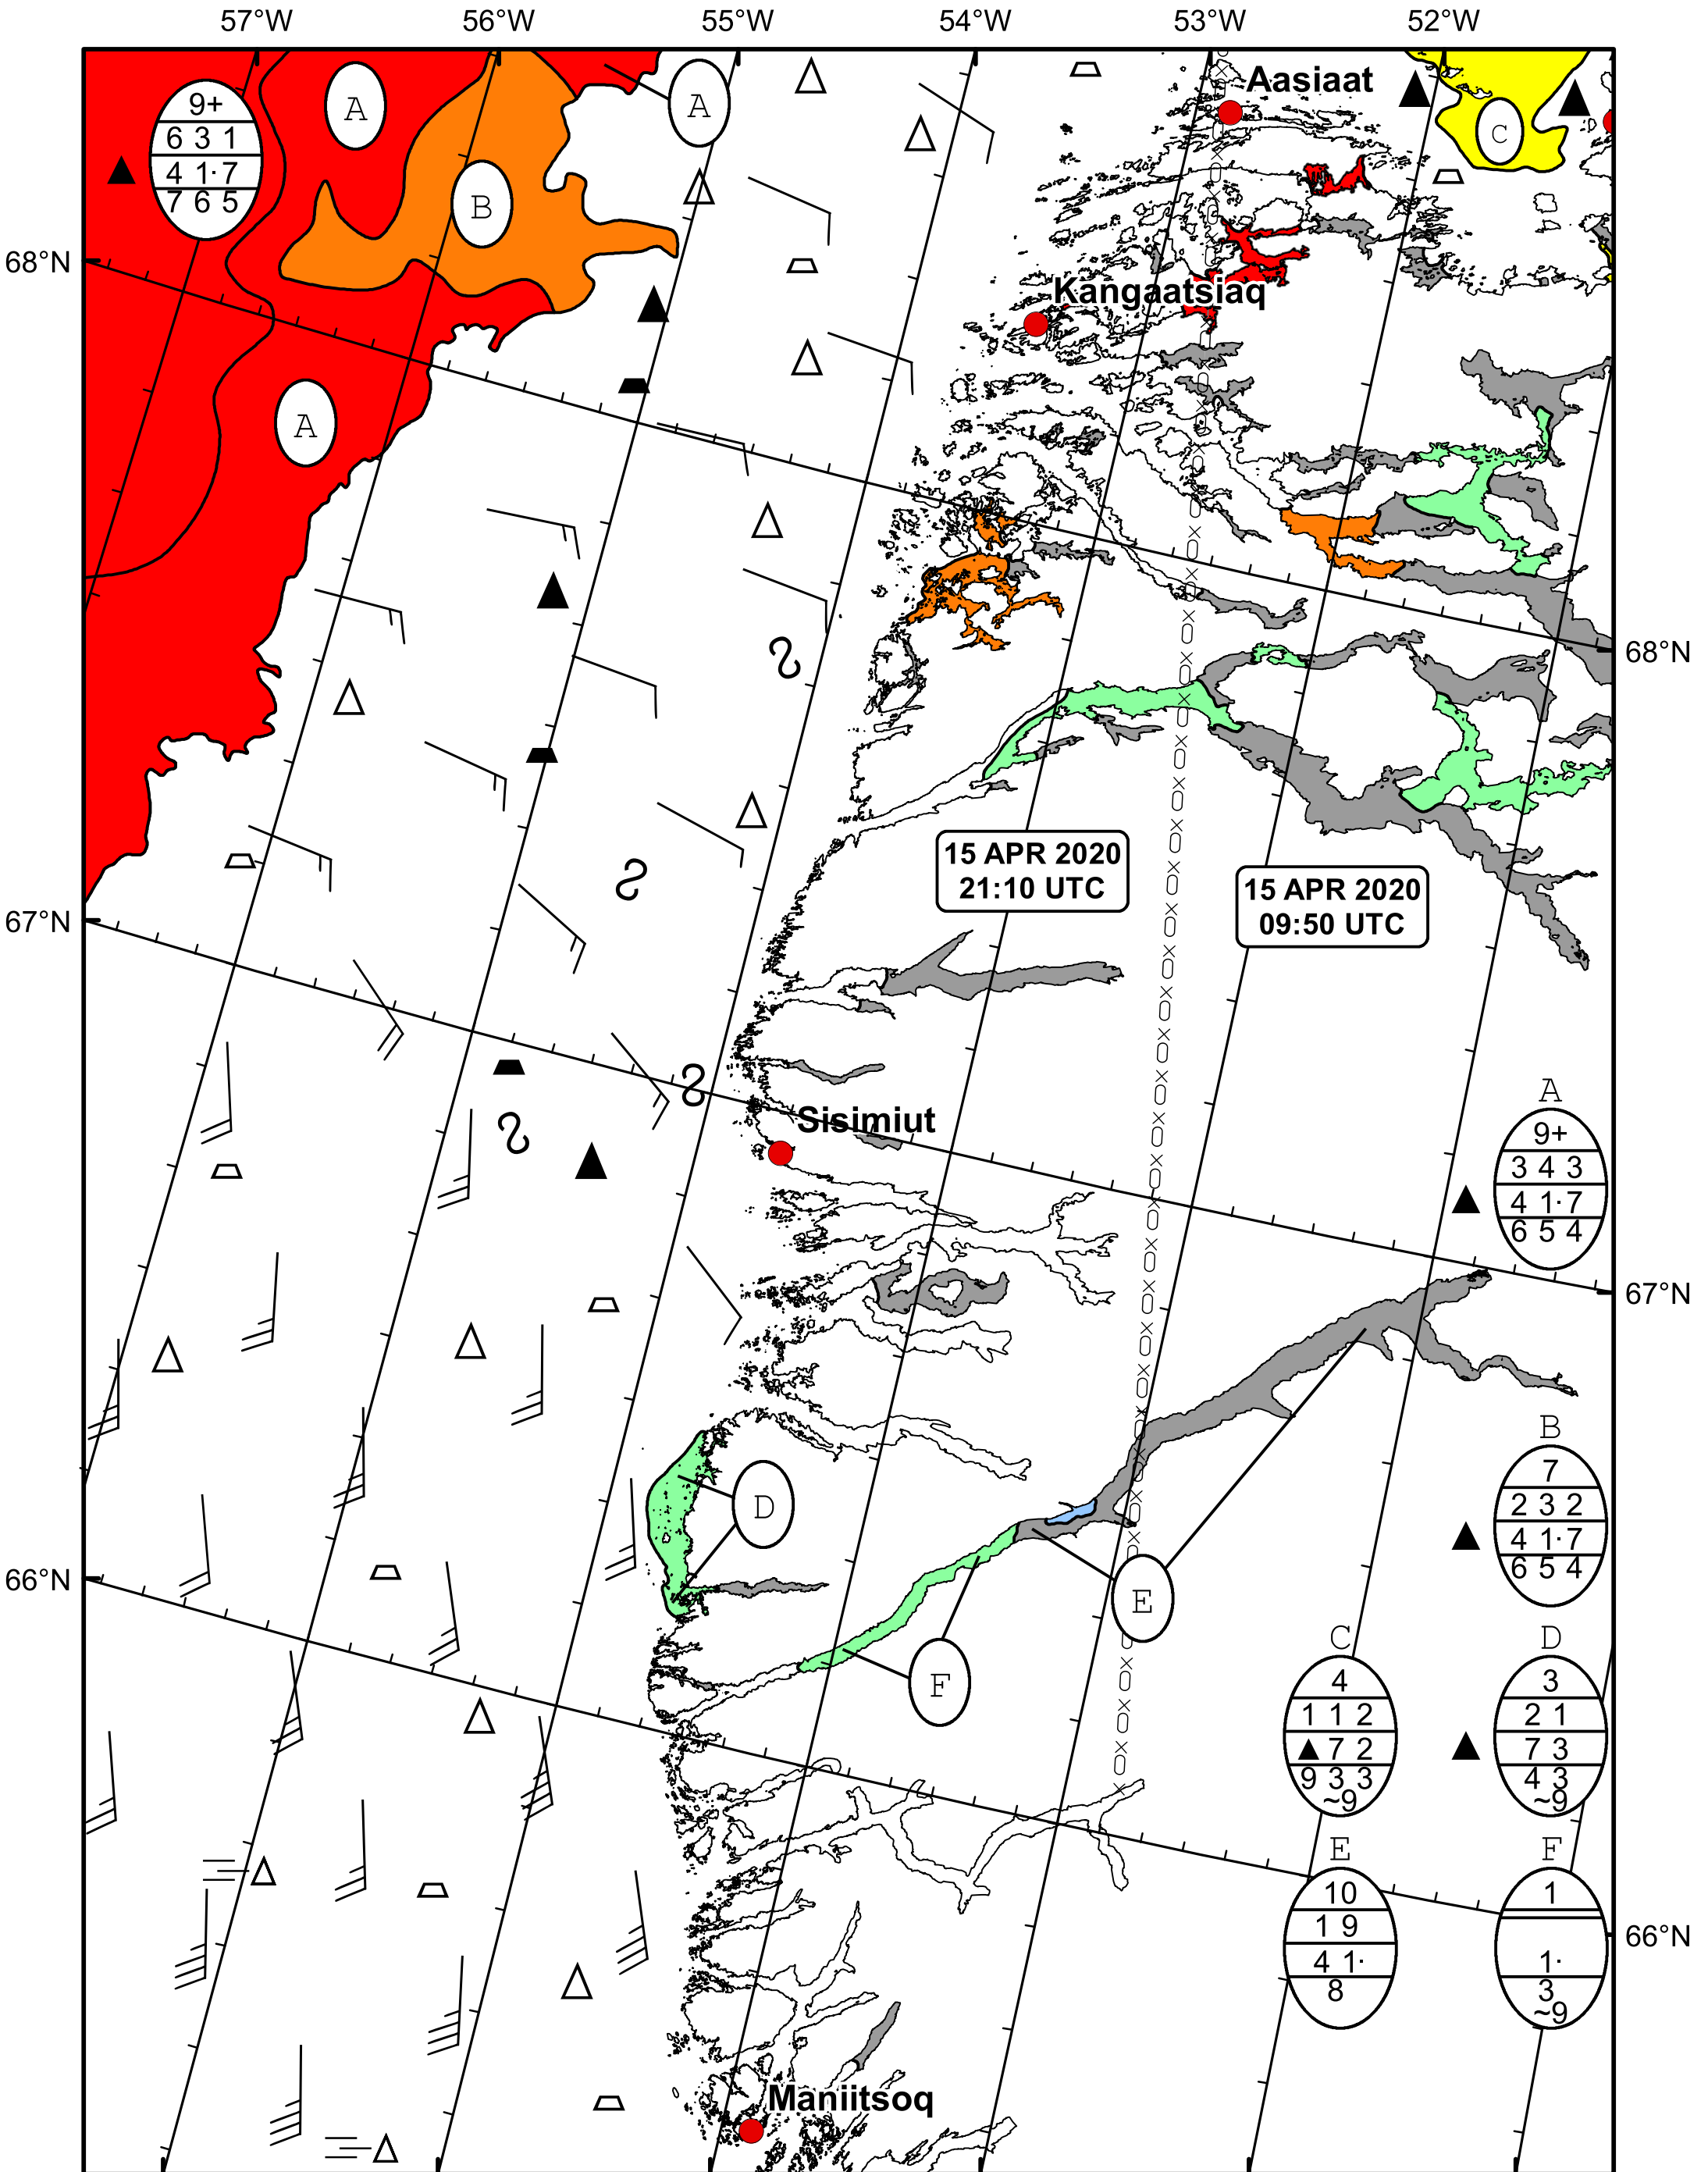 57°W 56°W 55°W 54°W 53°W 52°W
Aasiaat
9+
6 3 1
4 1· 7
7 6 5
A
A
B
C
68°N
Kangaatsiaq
A
68°N
15 APR 2020
21:10 UTC
15 APR 2020
09:50 UTC
67°N
Sisimiut
A
9+
3 4 3
4 1· 7
6 5 4
67°N
B
7
2 3 2
4 1· 7
6 5 4
D
66°N
E
F
C
4
1 1 2
▲ 7 2
9 3 3
~9
D
3
2 1
7 3
4 3
~9
E
10
1 9
4 1·
8
F
1
1·
3
~9
66°N
Maniitsoq